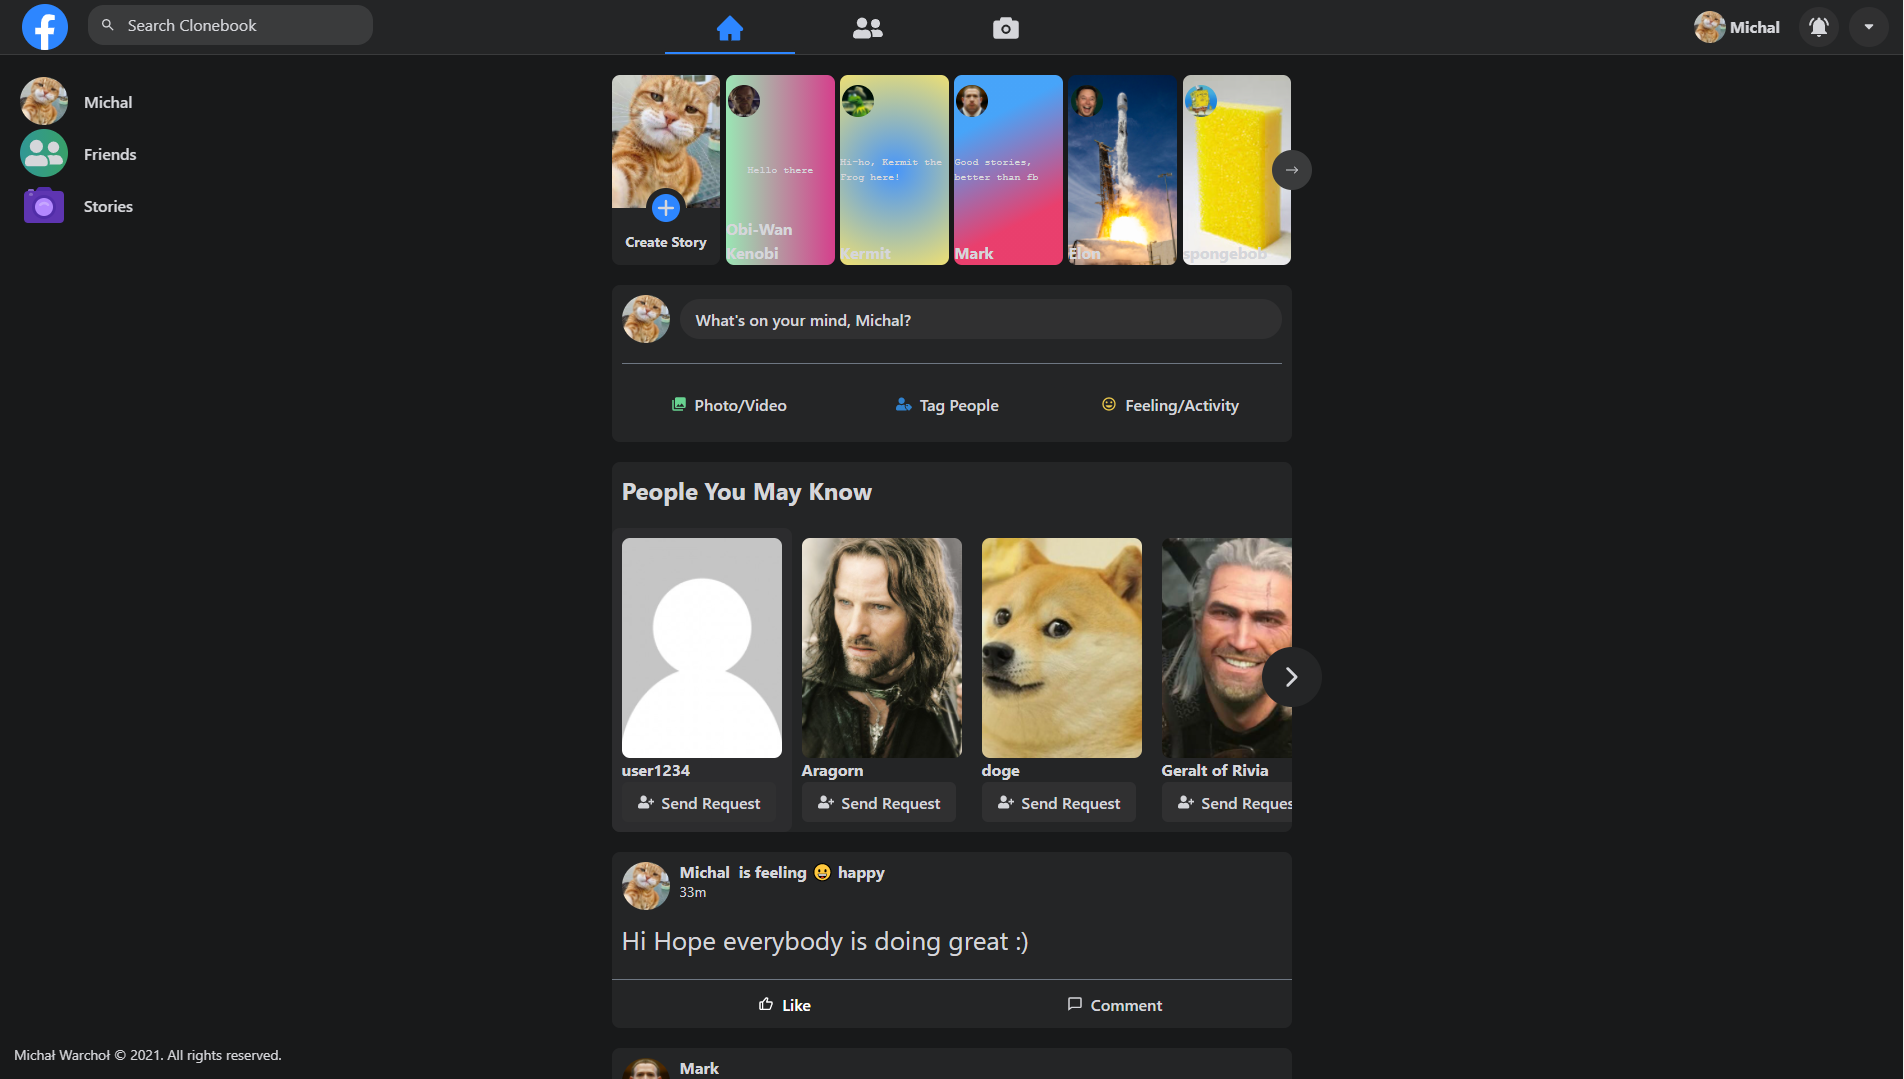 Search Clonebook
Michal
Michal
Friends
Stories
Create Story
Hello there
Obi-Wan
Kenobi
Hi-ho, Kermit the
Frog here!
Kermit
Good stories,
better than fb
Mark
Elon
spongebob
What's on your mind, Michal?
Photo/Video
Tag People
Feeling/Activity
People You May Know
user1234
Send Request
Aragorn
Send Request
doge
Send Request
Geralt of Rivia
Send Reques
Michal is feeling 😀 happy
33m
Hi Hope everybody is doing great :)
Like
Comment
Mark
Michał Warchoł © 2021. All rights reserved.